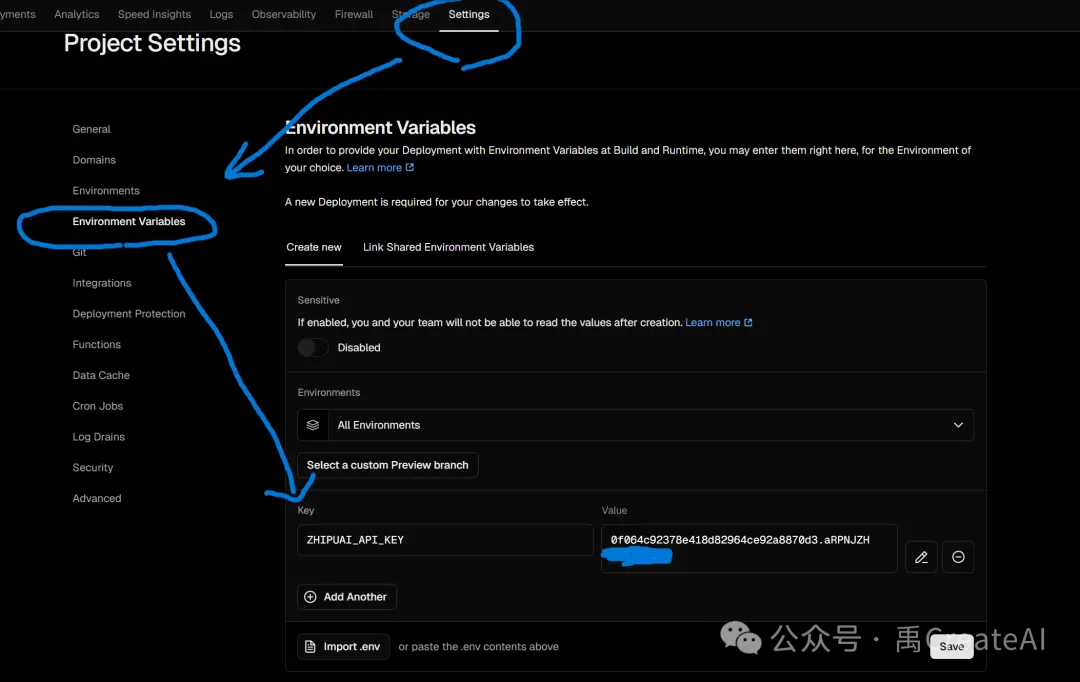 yments Analytics Speed Insights Logs Observability Firewall Storage Settings
Project Settings
General
Domains
Environments
Environment Variables
Git
Integrations
Deployment Protection
Functions
Data Cache
Cron Jobs
Log Drains
Security
Advanced
Environment Variables
In order to provide your Deployment with Environment Variables at Build and Runtime, you may enter them right here, for the Environment of
your choice. Learn more
A new Deployment is required for your changes to take effect.
Create new Link Shared Environment Variables
Sensitive
If enabled, you and your team will not be able to read the values after creation. Learn more
Disabled
Environments
All Environments
Select a custom Preview branch
Key Value
ZHIPUAI_API_KEY 0f064c92378e418d82964ce92a8870d3.aRPNJZH
Add Another
Import .env or paste the .env contents above Save
公众号 · 禹CreateAI